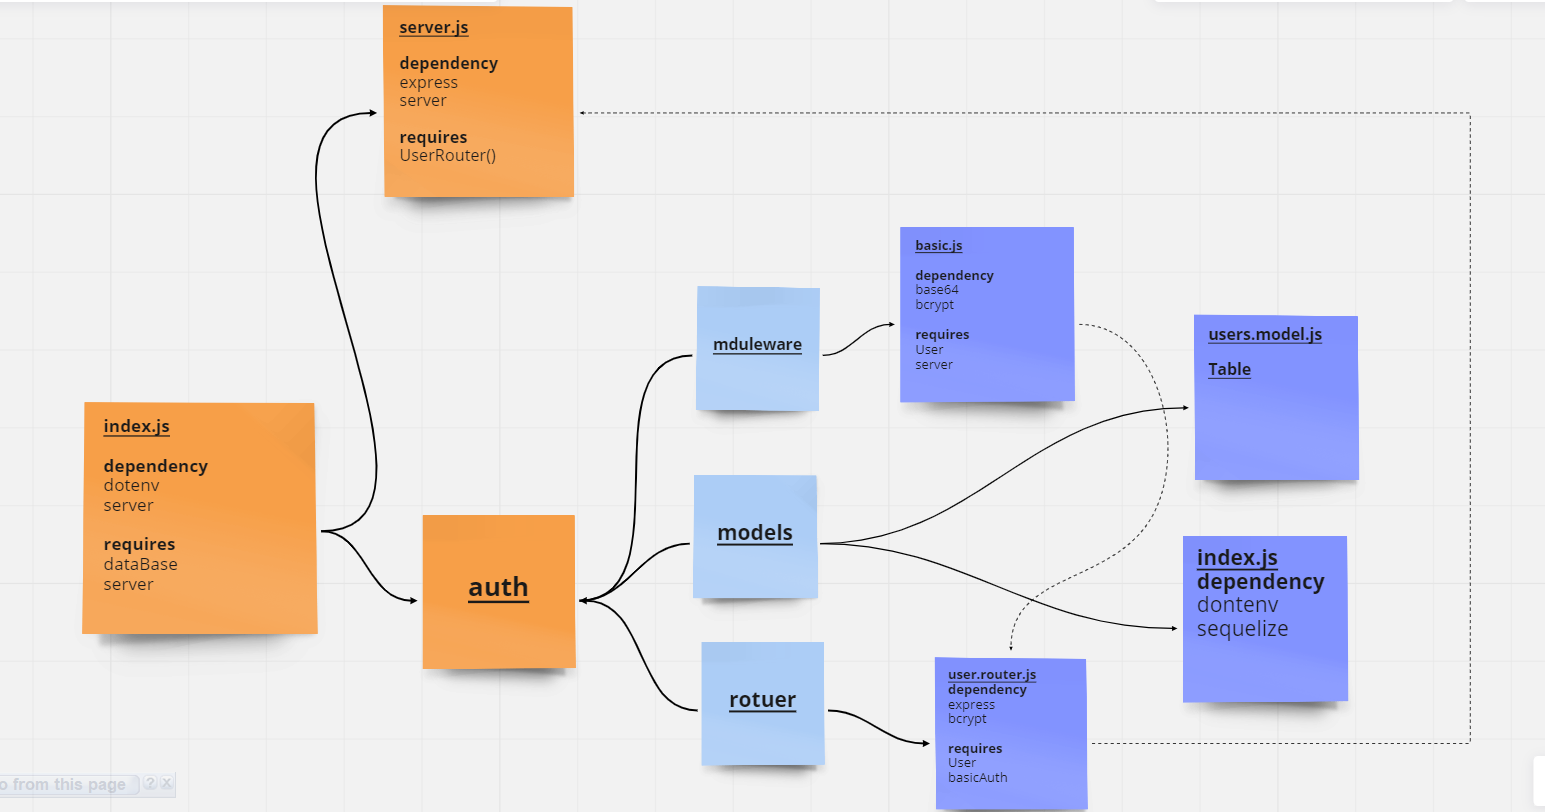 server.js
dependency
express
server
requires
UserRouter()
basic.js
dependency
base64
bcrypt
requires
User
server
mduleware
users.model.js
Table
index.js
dependency
dotenv
server
requires
dataBase
server
models
auth
index.js
dependency
dontenv
sequelize
rotuer
user.router.js
dependency
express
bcrypt
requires
User
basicAuth
o from this page ? X